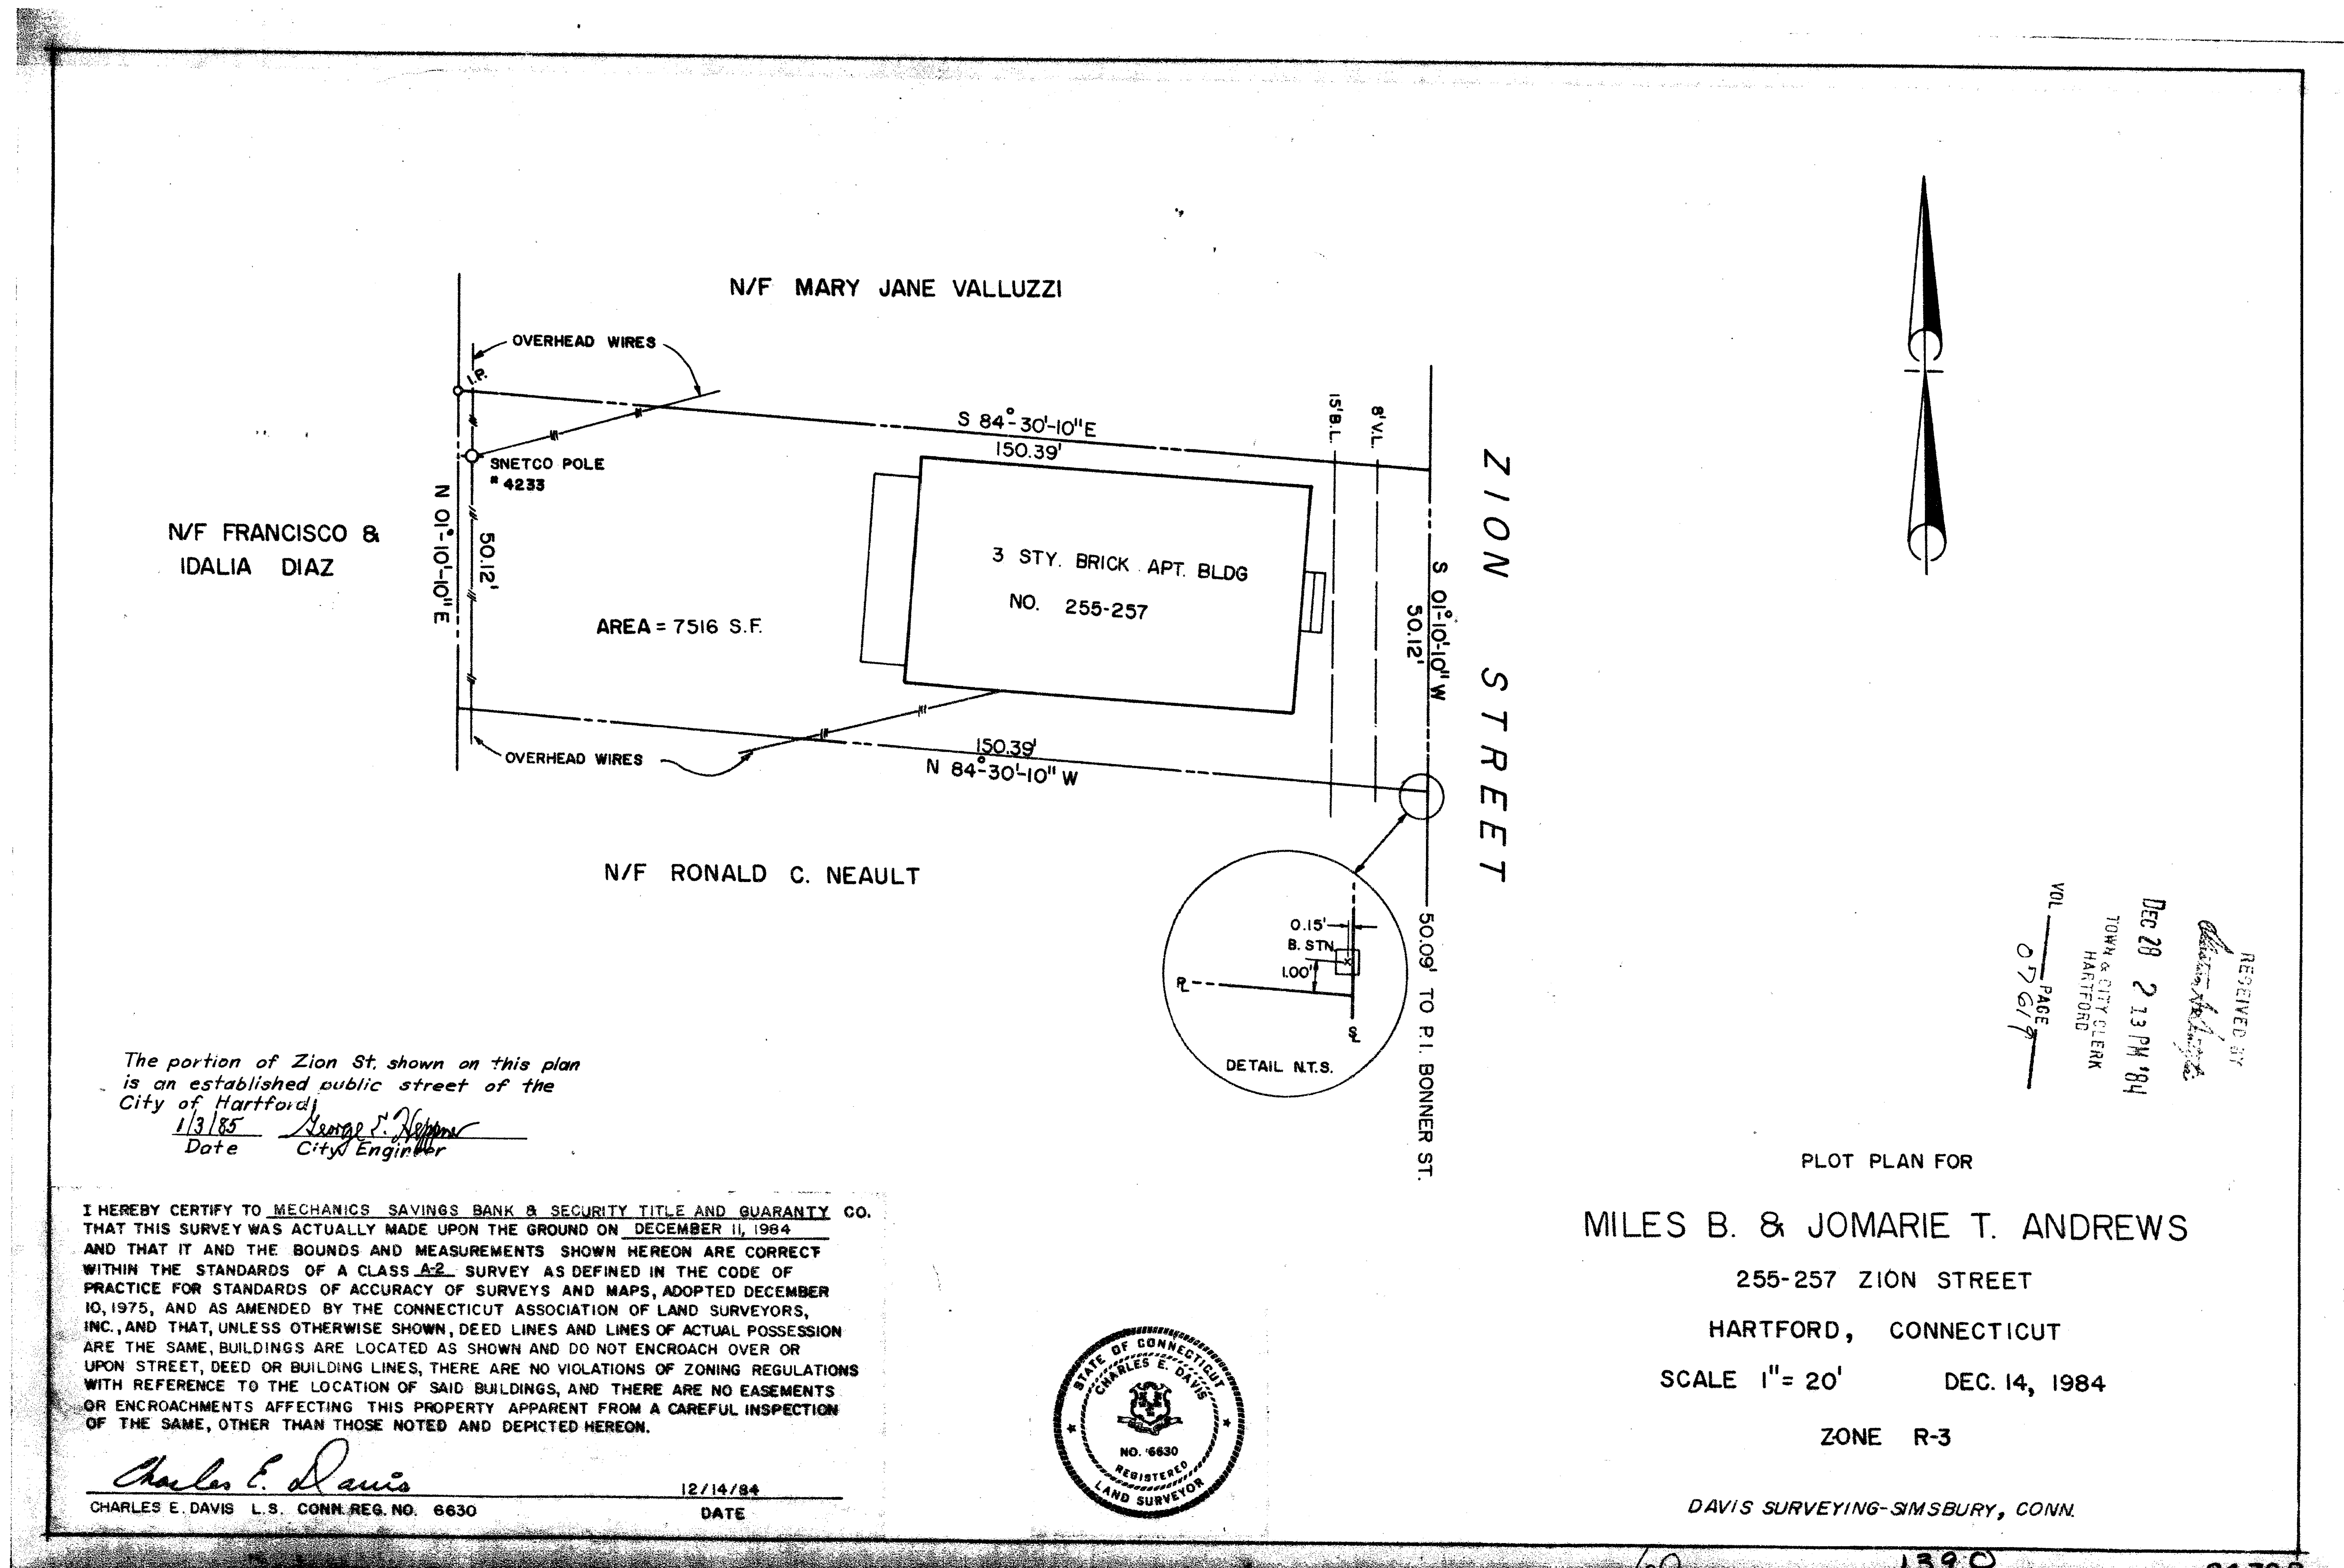 N/F MARY JANE VALLUZZI
OVERHEAD WIRES
I.P.
S 84°-30'-10" E
150.39'
15' B.L.
8' V.L.
SNETCO POLE
# 4233
N 01°-10'-10" E
50.12'
N/F FRANCISCO &
IDALIA DIAZ
3 STY. BRICK APT. BLDG
NO. 255-257
AREA = 7516 S.F.
S 01°-10'-10" W
50.12'
ZION STREET
OVERHEAD WIRES
150.39'
N 84°-30'-10" W
N/F RONALD C. NEAULT
0.15'
B. STN.
1.00'
PL
SL
DETAIL N.T.S.
50.09' TO P.I. BONNER ST.
RECEIVED BY
DEC 28 2 13 PM '84
TOWN & CITY CLERK
HARTFORD
VOL PAGE
The portion of Zion St. shown on this plan
is an established public street of the
City of Hartford
1/3/85 George E. Heppner
Date City Engineer
I HEREBY CERTIFY TO MECHANICS SAVINGS BANK & SECURITY TITLE AND GUARANTY CO.
THAT THIS SURVEY WAS ACTUALLY MADE UPON THE GROUND ON DECEMBER 11, 1984
AND THAT IT AND THE BOUNDS AND MEASUREMENTS SHOWN HEREON ARE CORRECT
WITHIN THE STANDARDS OF A CLASS A-2 SURVEY AS DEFINED IN THE CODE OF
PRACTICE FOR STANDARDS OF ACCURACY OF SURVEYS AND MAPS, ADOPTED DECEMBER
10, 1975, AND AS AMENDED BY THE CONNECTICUT ASSOCIATION OF LAND SURVEYORS,
INC., AND THAT, UNLESS OTHERWISE SHOWN, DEED LINES AND LINES OF ACTUAL POSSESSION
ARE THE SAME, BUILDINGS ARE LOCATED AS SHOWN AND DO NOT ENCROACH OVER OR
UPON STREET, DEED OR BUILDING LINES, THERE ARE NO VIOLATIONS OF ZONING REGULATIONS
WITH REFERENCE TO THE LOCATION OF SAID BUILDINGS, AND THERE ARE NO EASEMENTS
OR ENCROACHMENTS AFFECTING THIS PROPERTY APPARENT FROM A CAREFUL INSPECTION
OF THE SAME, OTHER THAN THOSE NOTED AND DEPICTED HEREON.
Charles E. Davis 12/14/84
CHARLES E. DAVIS L.S. CONN. REG. NO. 6630 DATE
STATE OF CONNECTICUT
CHARLES E. DAVIS
NO. 6630
REGISTERED
LAND SURVEYOR
PLOT PLAN FOR
MILES B. & JOMARIE T. ANDREWS
255-257 ZION STREET
HARTFORD, CONNECTICUT
SCALE 1" = 20' DEC. 14, 1984
ZONE R-3
DAVIS SURVEYING-SIMSBURY, CONN.